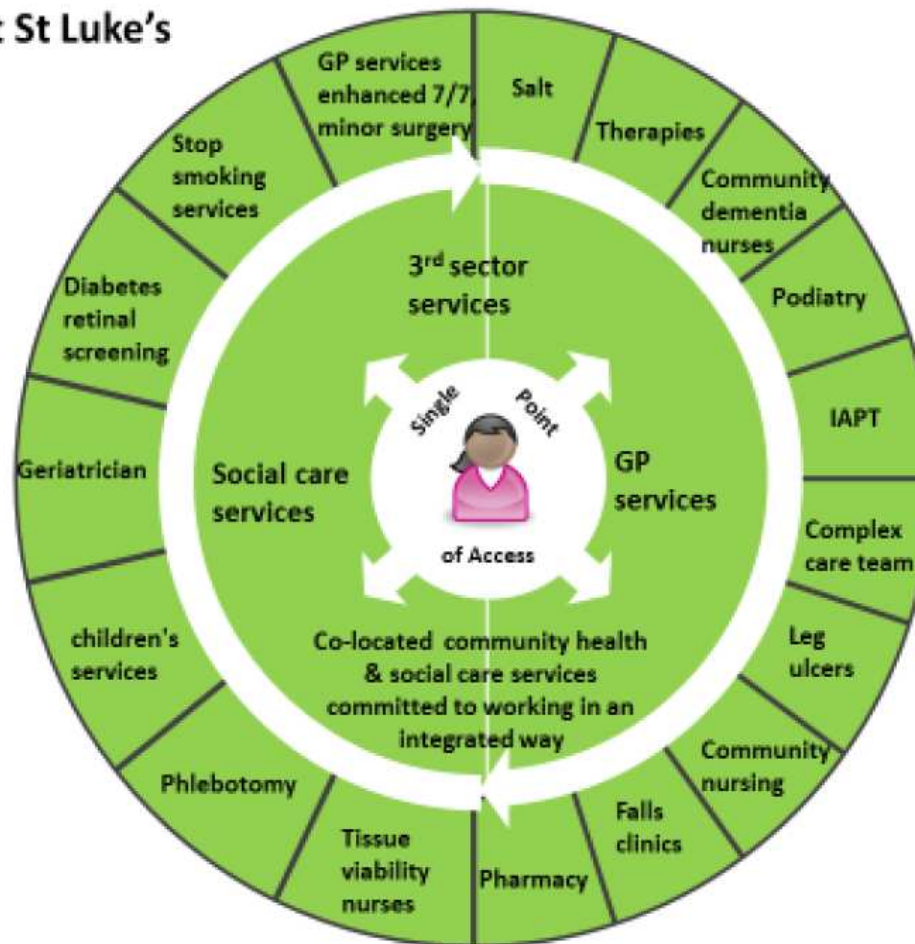 : St Luke's
GP services
enhanced 7/7
minor surgery
Salt
Therapies
Community
dementia
nurses
Podiatry
IAPT
Complex
care team
Leg
ulcers
Community
nursing
Falls
clinics
Pharmacy
Tissue
viability
nurses
Phlebotomy
children's
services
Geriatrician
Diabetes
retinal
screening
Stop
smoking
services
3rd sector
services
GP
services
Co-located community health
& social care services
committed to working in an
integrated way
Social care
services
Single Point
of Access